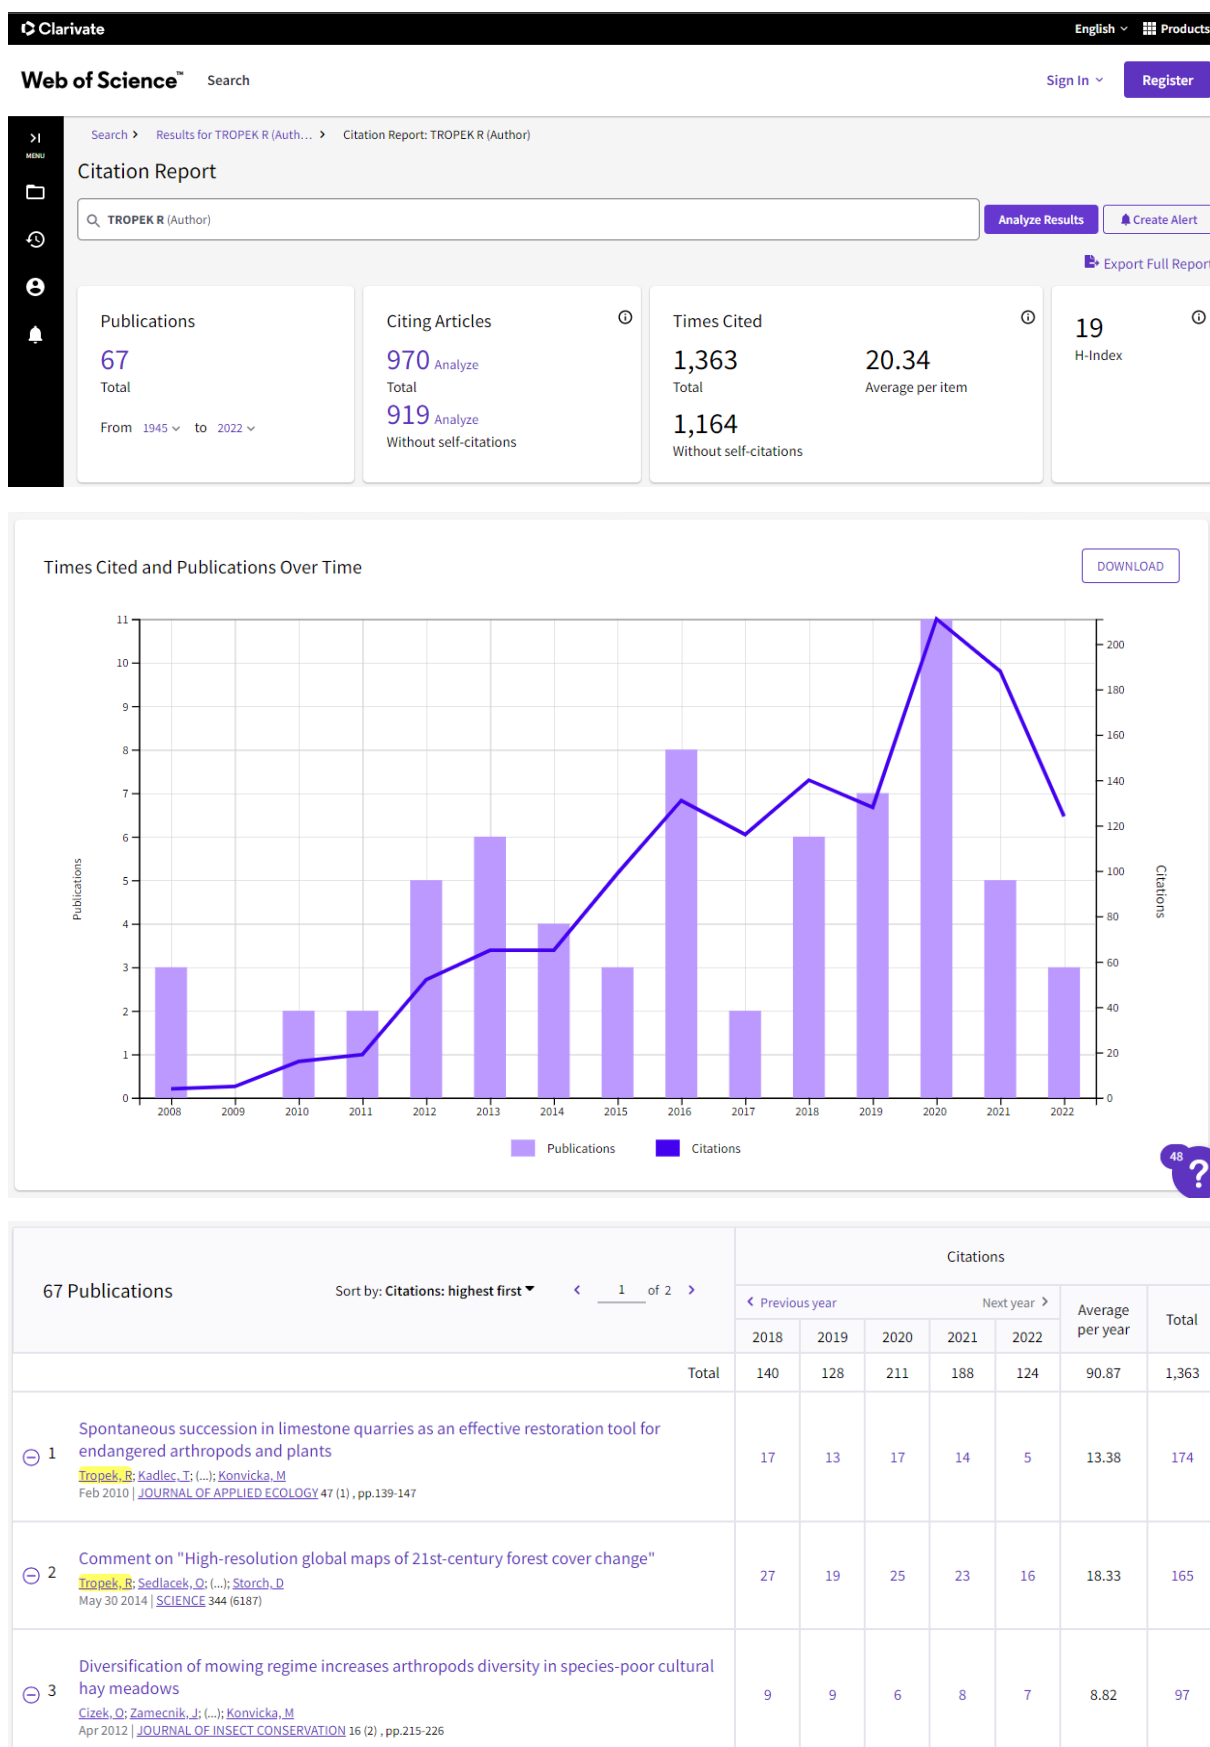 Clarivate
English
Products
Web of Science™
Search
Sign In
Register
MENU
Search > Results for TROPEK R (Auth... > Citation Report: TROPEK R (Author)
Citation Report
TROPEK R (Author)
Analyze Results
Create Alert
Export Full Report
Publications
67
Total
From 1945 to 2022
Citing Articles
970 Analyze
Total
919 Analyze
Without self-citations
Times Cited
1,363
Total
20.34
Average per item
1,164
Without self-citations
19
H-Index
Times Cited and Publications Over Time
DOWNLOAD
11
10
9
8
7
6
5
4
3
2
1
0
Publications
200
180
160
140
120
100
80
60
40
20
0
Citations
2008 2009 2010 2011 2012 2013 2014 2015 2016 2017 2018 2019 2020 2021 2022
Publications
Citations
48
?
67 Publications
Sort by: Citations: highest first
1 of 2
Citations
Previous year
Next year
Average per year
Total
2018 2019 2020 2021 2022
Total 140 128 211 188 124 90.87 1,363
1
Spontaneous succession in limestone quarries as an effective restoration tool for
endangered arthropods and plants
Tropek, R; Kadlec, T; (...); Konvicka, M
Feb 2010 | JOURNAL OF APPLIED ECOLOGY 47 (1) , pp.139-147
17 13 17 14 5 13.38 174
2
Comment on "High-resolution global maps of 21st-century forest cover change"
Tropek, R; Sedlacek, O; (...); Storch, D
May 30 2014 | SCIENCE 344 (6187)
27 19 25 23 16 18.33 165
3
Diversification of mowing regime increases arthropods diversity in species-poor cultural
hay meadows
Cizek, O; Zamecnik, J; (...); Konvicka, M
Apr 2012 | JOURNAL OF INSECT CONSERVATION 16 (2) , pp.215-226
9 9 6 8 7 8.82 97